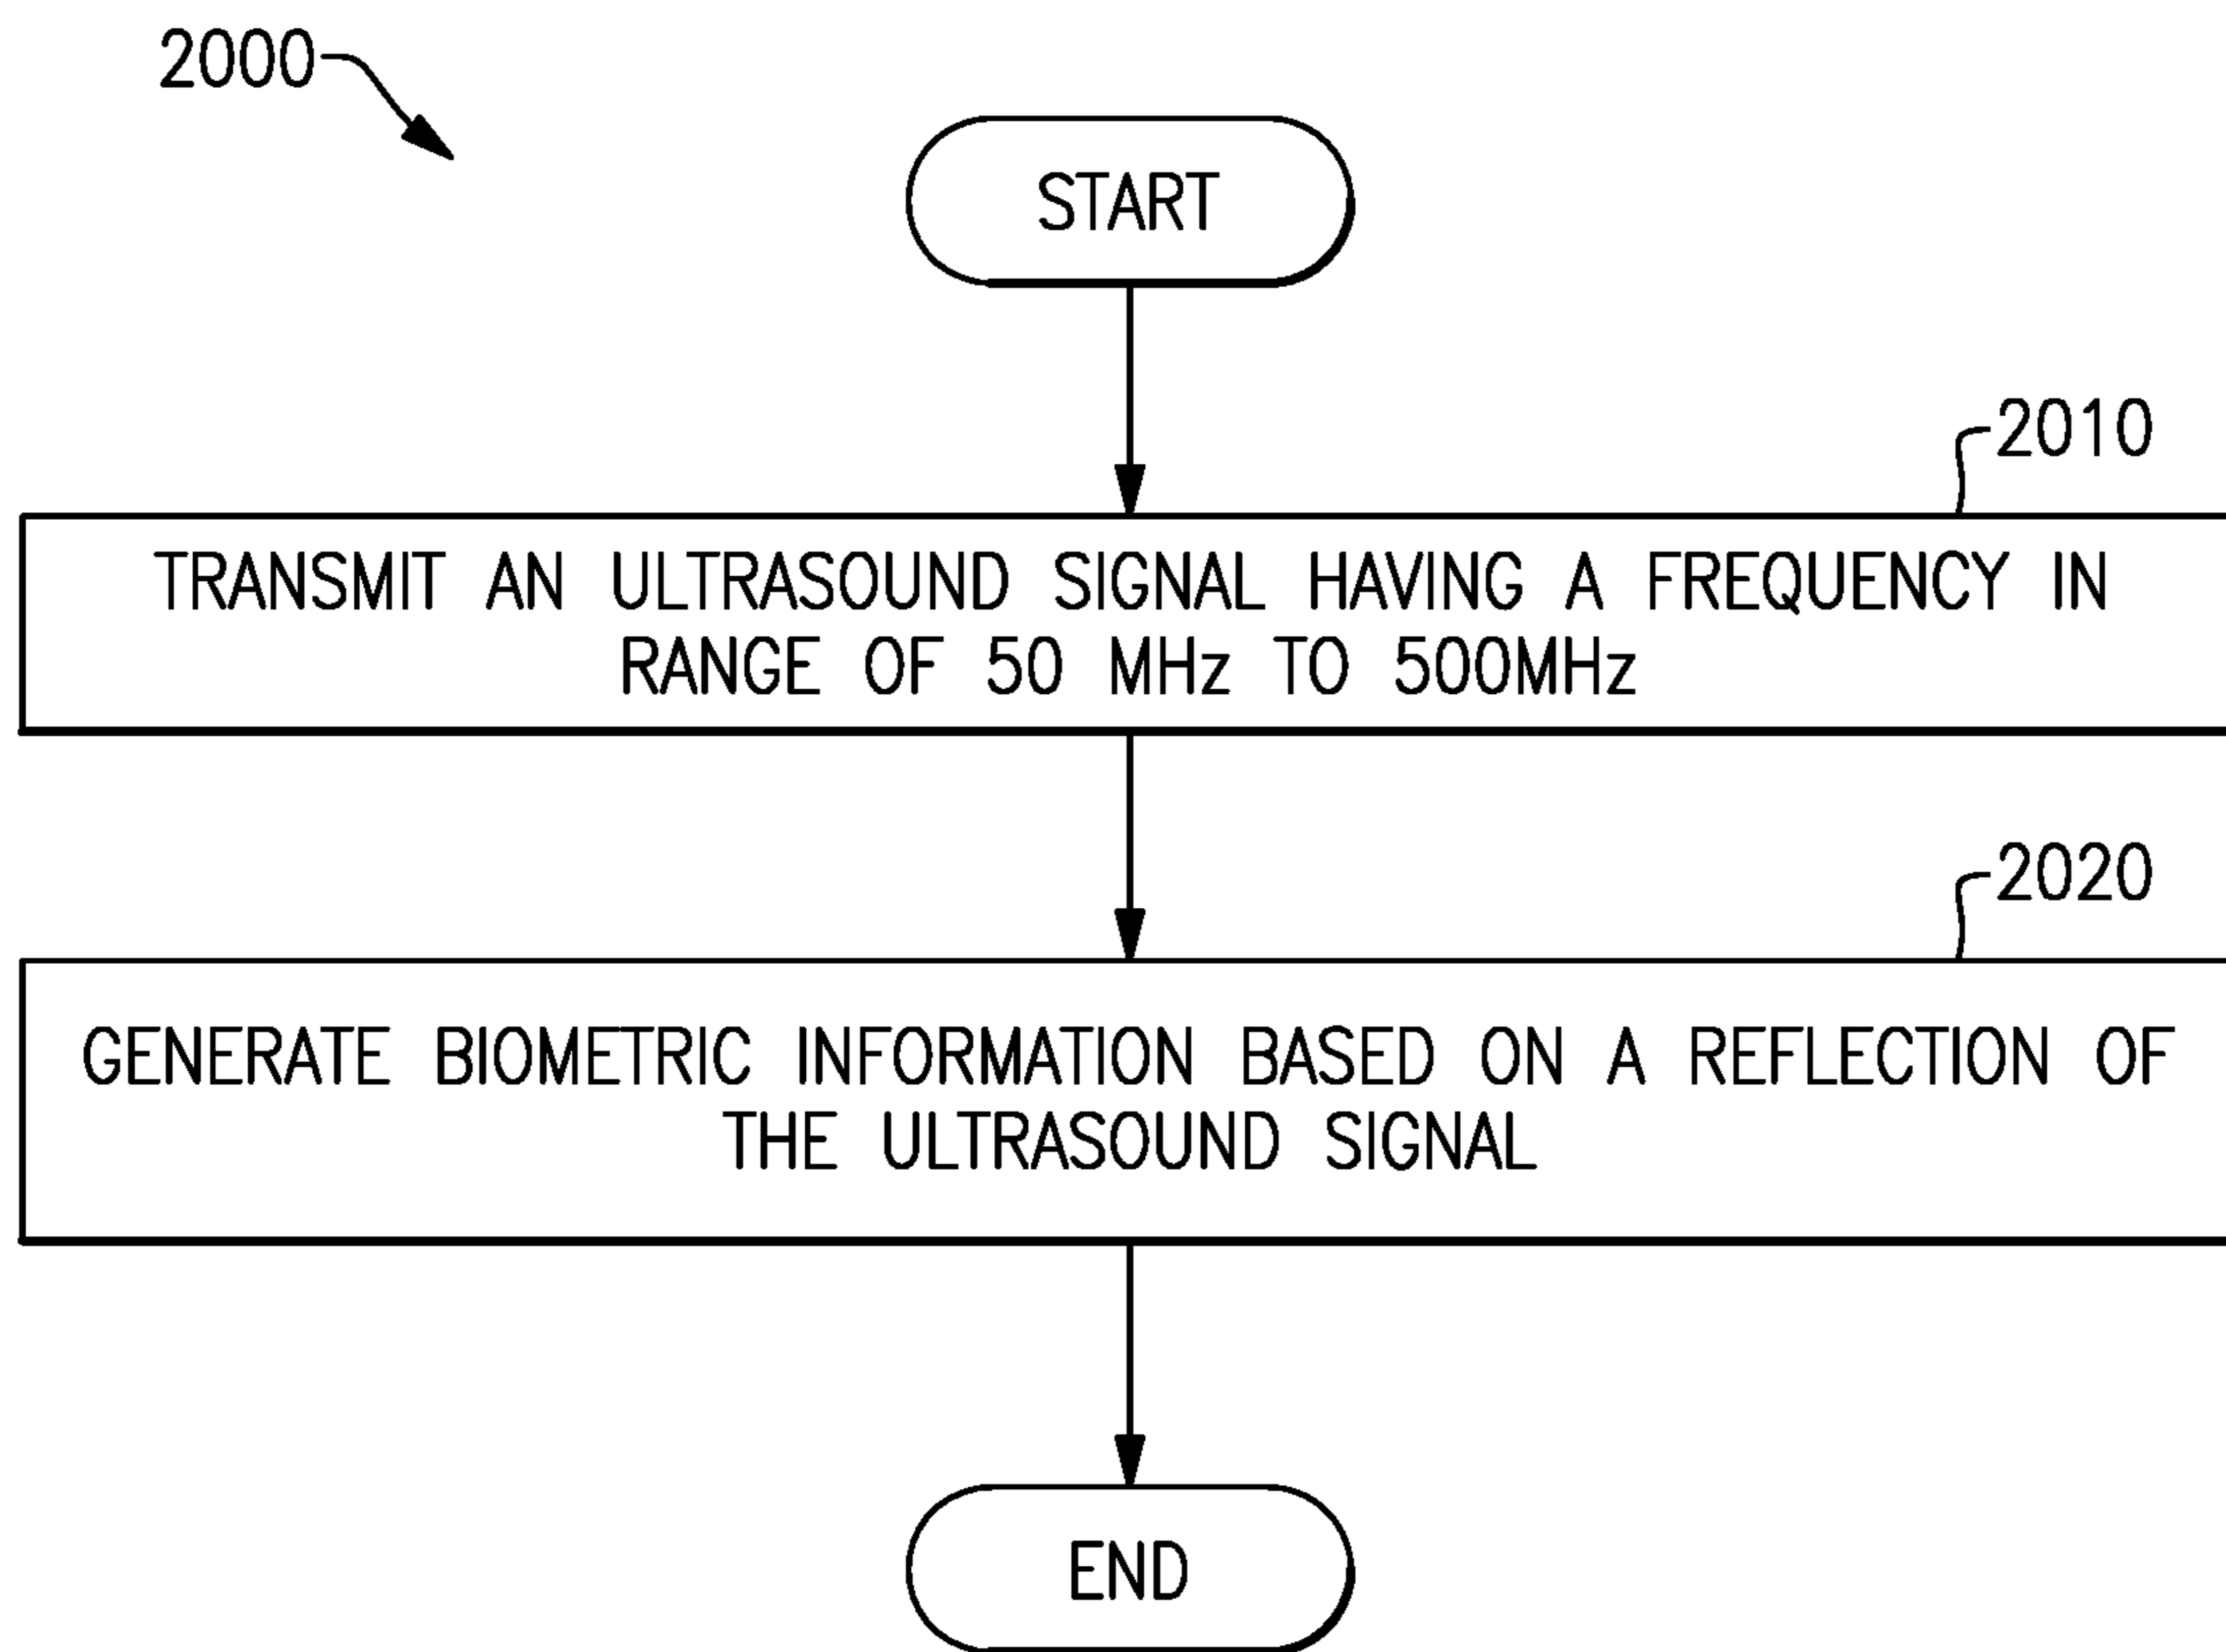 2000
START
2010
TRANSMIT AN ULTRASOUND SIGNAL HAVING A FREQUENCY IN
RANGE OF 50 MHz TO 500MHz
2020
GENERATE BIOMETRIC INFORMATION BASED ON A REFLECTION OF
THE ULTRASOUND SIGNAL
END